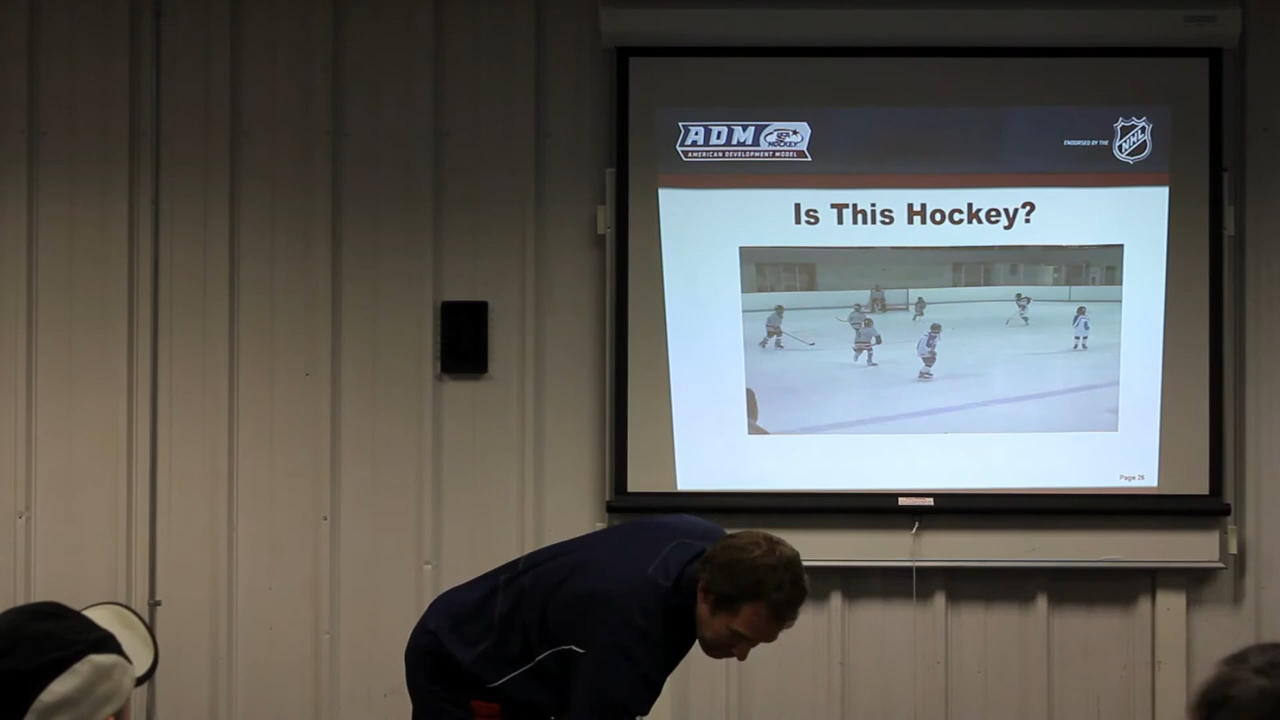 ADM
USA
HOCKEY
AMERICAN DEVELOPMENT MODEL
ENDORSED BY THE
NHL
Is This Hockey?
Page 26